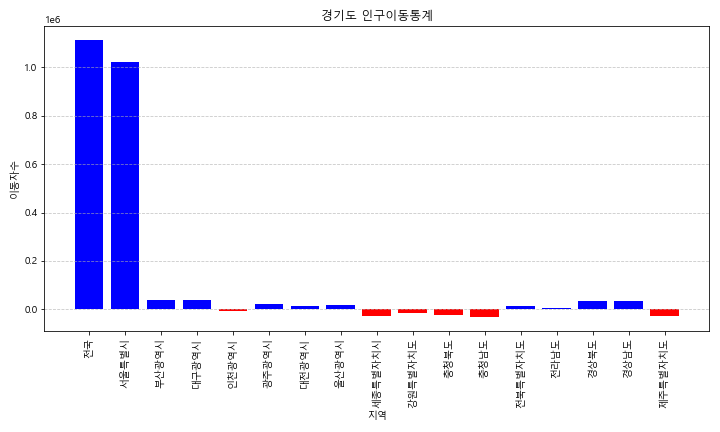 경기도 인구이동통계
1e6
1.0
0.8
0.6
0.4
0.2
0.0
이동자수
전국
서울특별시
부산광역시
대구광역시
인천광역시
광주광역시
대전광역시
울산광역시
세종특별자치시
강원특별자치도
충청북도
충청남도
전북특별자치도
전라남도
경상북도
경상남도
제주특별자치도
지역